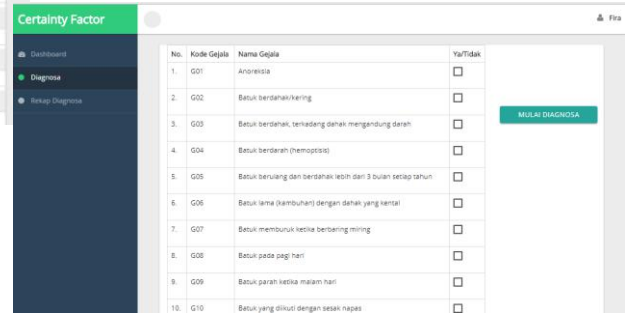 Certainty Factor
Fira
Dashboard
Diagnosa
Rekap Diagnosa
No. Kode Gejala Nama Gejala Ya/Tidak
1. G01 Anoreksia
2. G02 Batuk berdahak/kering
3. G03 Batuk berdahak, terkadang dahak mengandung darah
4. G04 Batuk berdarah (hemoptisis)
5. G05 Batuk berulang dan berdahak lebih dari 3 bulan setiap tahun
6. G06 Batuk lama (kambuhan) dengan dahak yang kental
7. G07 Batuk memburuk ketika berbaring miring
8. G08 Batuk pada pagi hari
9. G09 Batuk parah ketika malam hari
10. G10 Batuk yang diikuti dengan sesak napas
MULAI DIAGNOSA